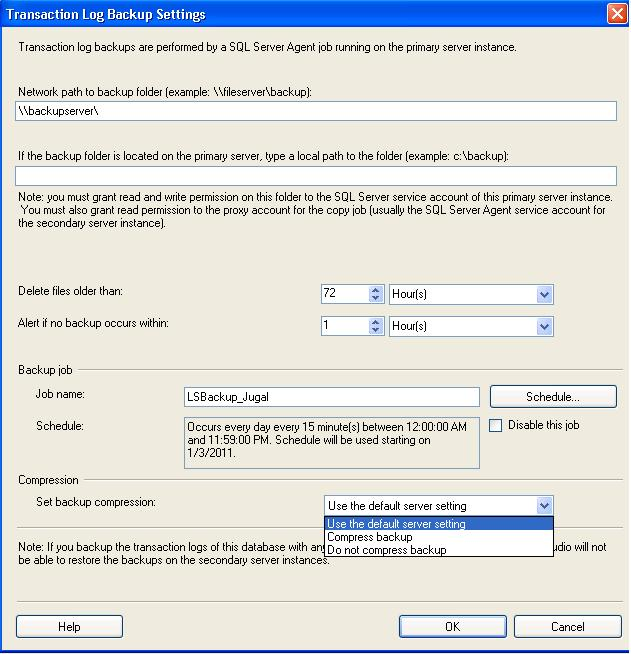 Transaction Log Backup Settings
Transaction log backups are performed by a SQL Server Agent job running on the primary server instance.
Network path to backup folder (example: \\fileserver\backup):
\\backupserver\
If the backup folder is located on the primary server, type a local path to the folder (example: c:\backup):
Note: you must grant read and write permission on this folder to the SQL Server service account of this primary server instance.
You must also grant read permission to the proxy account for the copy job (usually the SQL Server Agent service account for
the secondary server instance).
Delete files older than: 72 Hour(s)
Alert if no backup occurs within: 1 Hour(s)
Backup job
Job name: LSBackup_Jugal Schedule...
Schedule: Occurs every day every 15 minute(s) between 12:00:00 AM Disable this job
and 11:59:00 PM. Schedule will be used starting on
1/3/2011.
Compression
Set backup compression: Use the default server setting
Use the default server setting
Compress backup
Do not compress backup
Note: If you backup the transaction logs of this database with any udio will not
be able to restore the backups on the secondary server instances.
Help OK Cancel